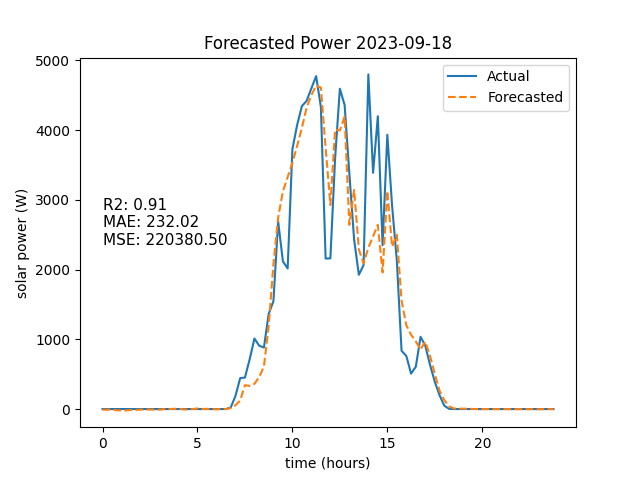 Forecasted Power 2023-09-18
Actual
Forecasted
R2: 0.91
MAE: 232.02
MSE: 220380.50
solar power (W)
5000
4000
3000
2000
1000
0
0 5 10 15 20
time (hours)